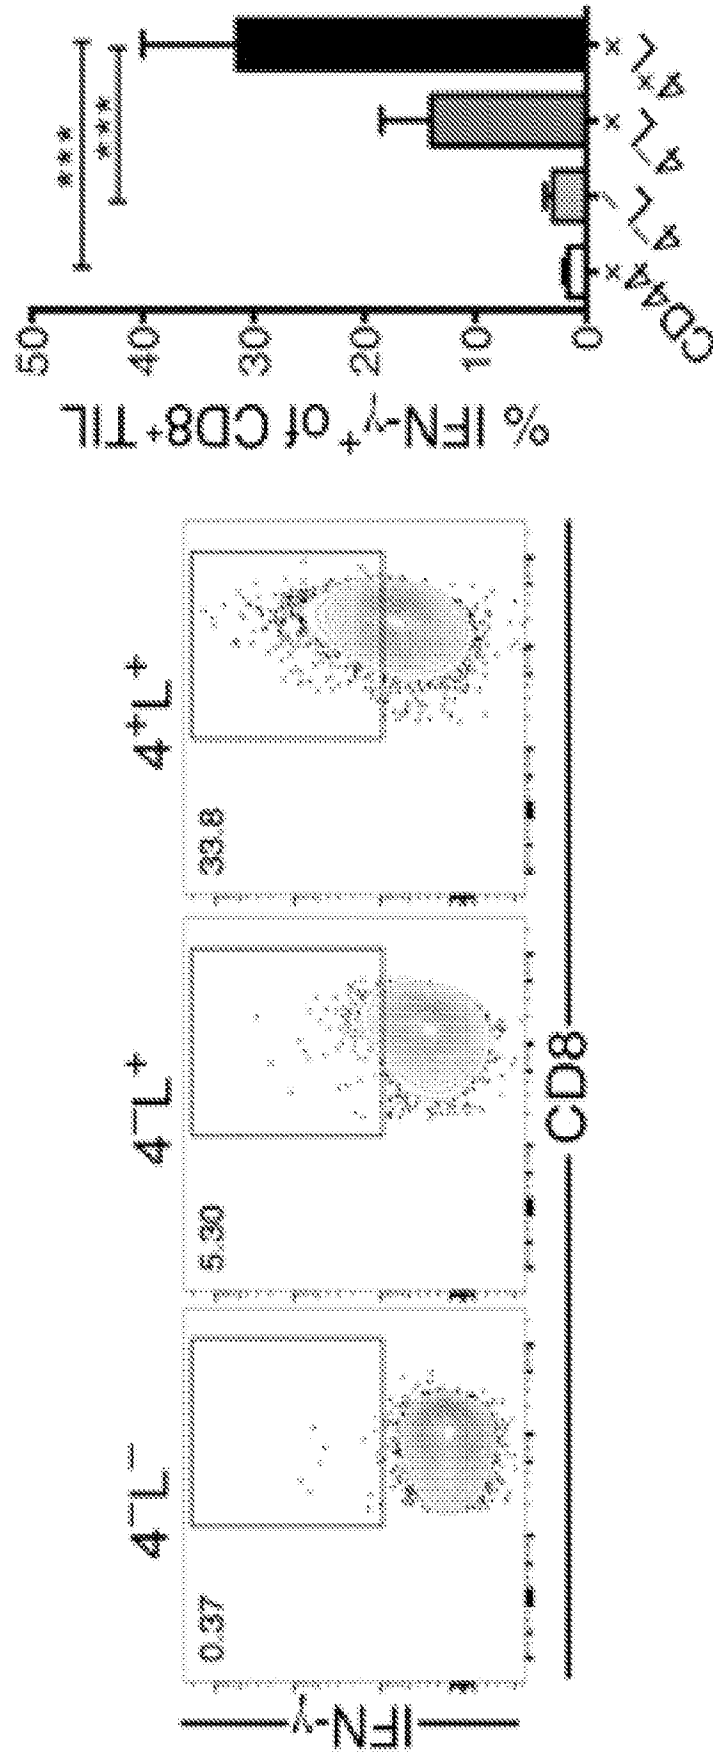 4⁻L⁻
4⁻L⁺
4⁺L⁺
0.37
5.30
33.8
IFN-γ
CD8
% IFN-γ⁺ of CD8⁺ TIL
50
40
30
20
10
0
***
***
CD44⁺
4⁻L⁻
4⁻L⁺
4⁺L⁺